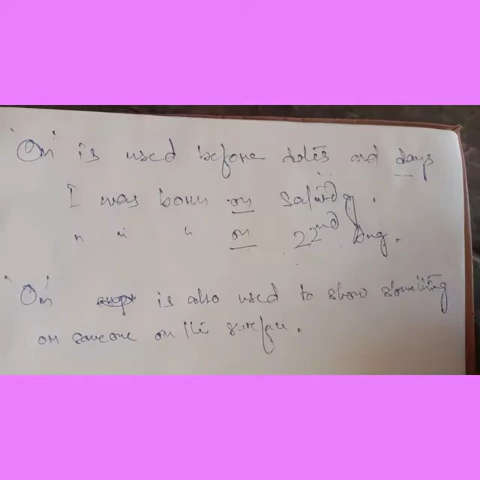 "On" is used before dates and days
I was born on Saturday.
" " " on 22nd Aug.
"On" is also used to show something
or someone on the surface.